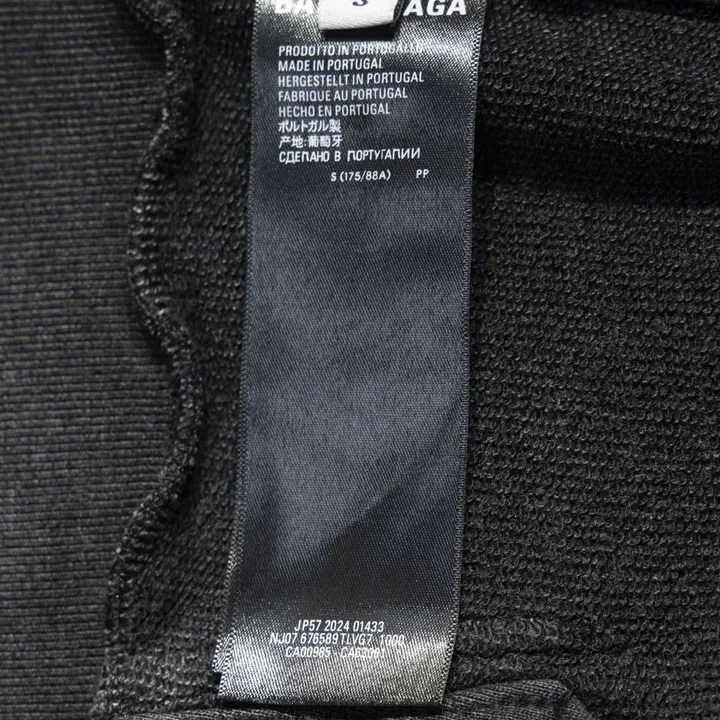 S
PRODOTTO IN PORTOGALLO
MADE IN PORTUGAL
HERGESTELLT IN PORTUGAL
FABRIQUE AU PORTUGAL
HECHO EN PORTUGAL
ポルトガル製
产地:葡萄牙
СДЕЛАНО В ПОРТУГАЛИИ
S (175/88A) PP
JP57 2024 01433
NJ07 676589 TLVG7 1000
CA00985 - CA62091